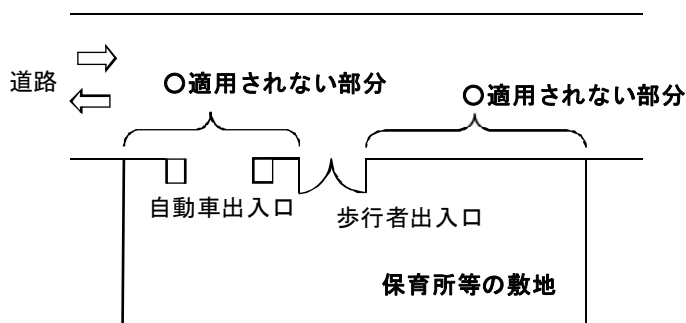 道路
○適用されない部分
○適用されない部分
自動車出入口
歩行者出入口
保育所等の敷地